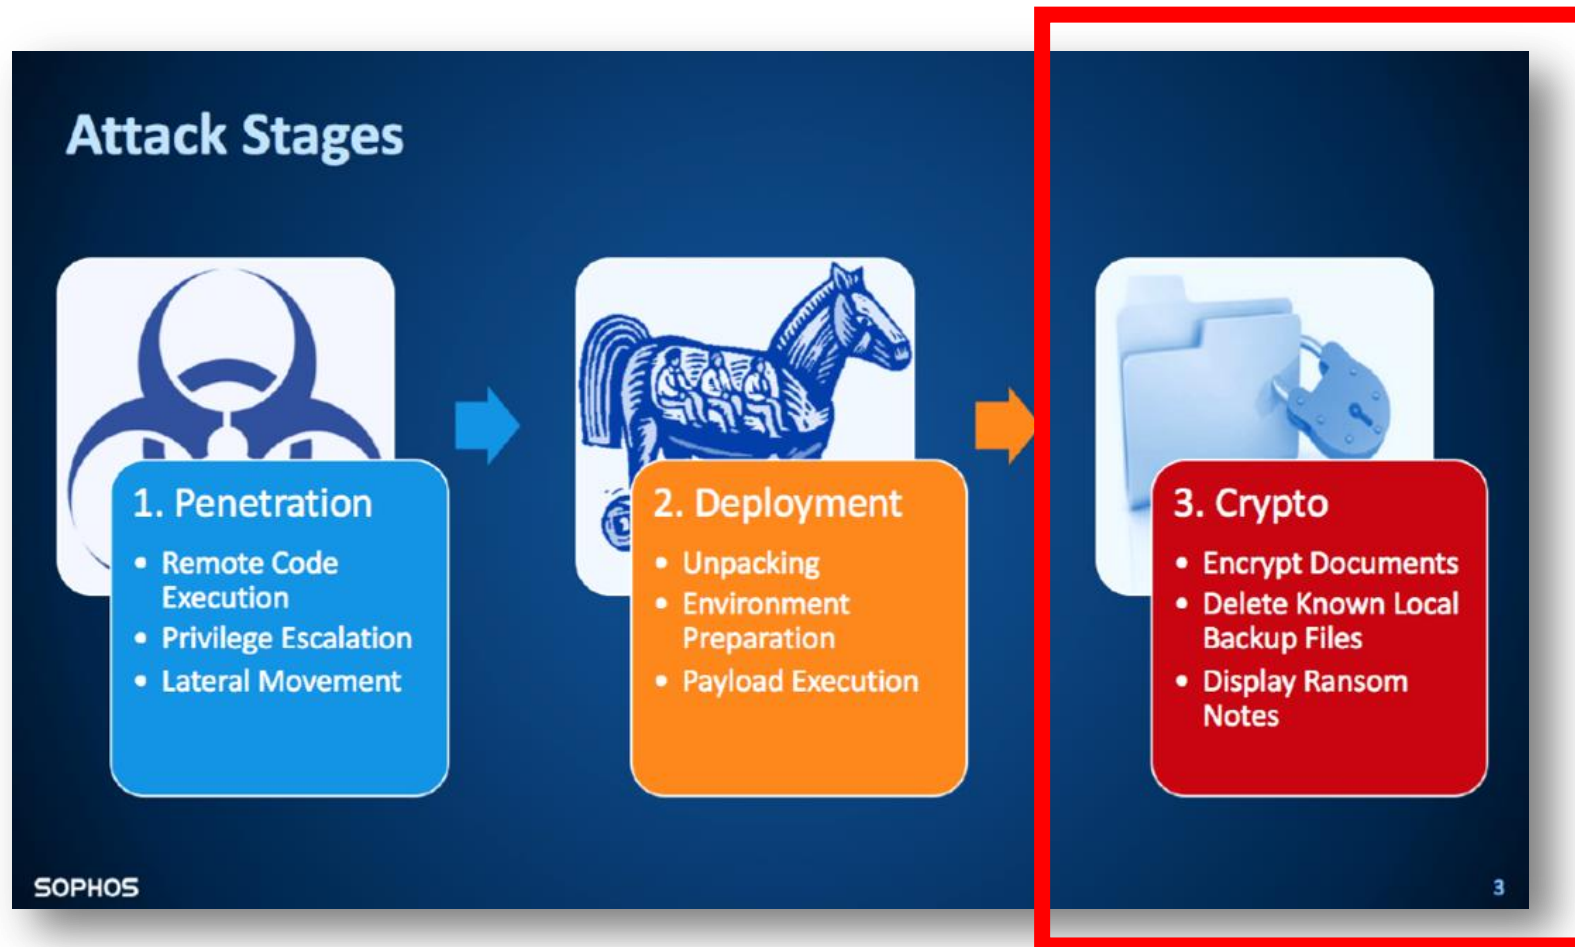 Attack Stages
1. Penetration
• Remote Code
Execution
• Privilege Escalation
• Lateral Movement
2. Deployment
• Unpacking
• Environment
Preparation
• Payload Execution
3. Crypto
• Encrypt Documents
• Delete Known Local
Backup Files
• Display Ransom
Notes
SOPHOS
3